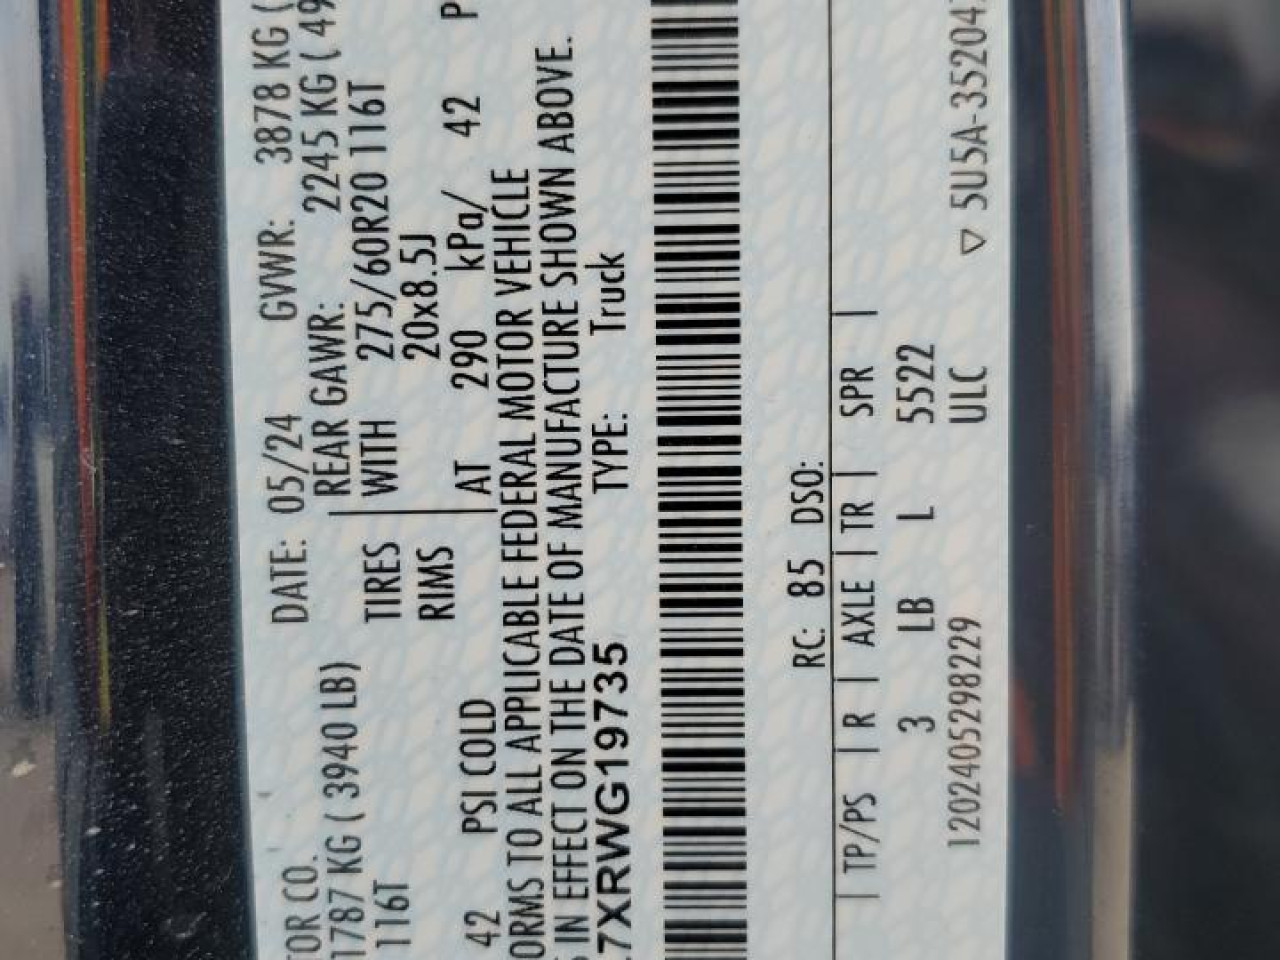 TOR CO. DATE: 05/24 GVWR: 3878 KG (
1787 KG ( 3940 LB) REAR GAWR: 2245 KG ( 49
116T TIRES WITH 275/60R20 116T
RIMS 20x8.5J
42 PSI COLD AT 290 kPa/ 42 P
ORMS TO ALL APPLICABLE FEDERAL MOTOR VEHICLE
IN EFFECT ON THE DATE OF MANUFACTURE SHOWN ABOVE.
7XRWG19735 TYPE: Truck
RC: 85 DSO:
| TP/PS | R | AXLE | TR | SPR |
3 LB L 5522
1202405298229 ULC ▽ 5U5A-35204